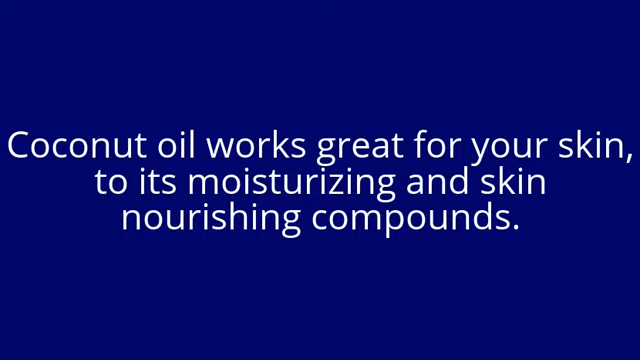 Coconut oil works great for your skin,
to its moisturizing and skin
nourishing compounds.